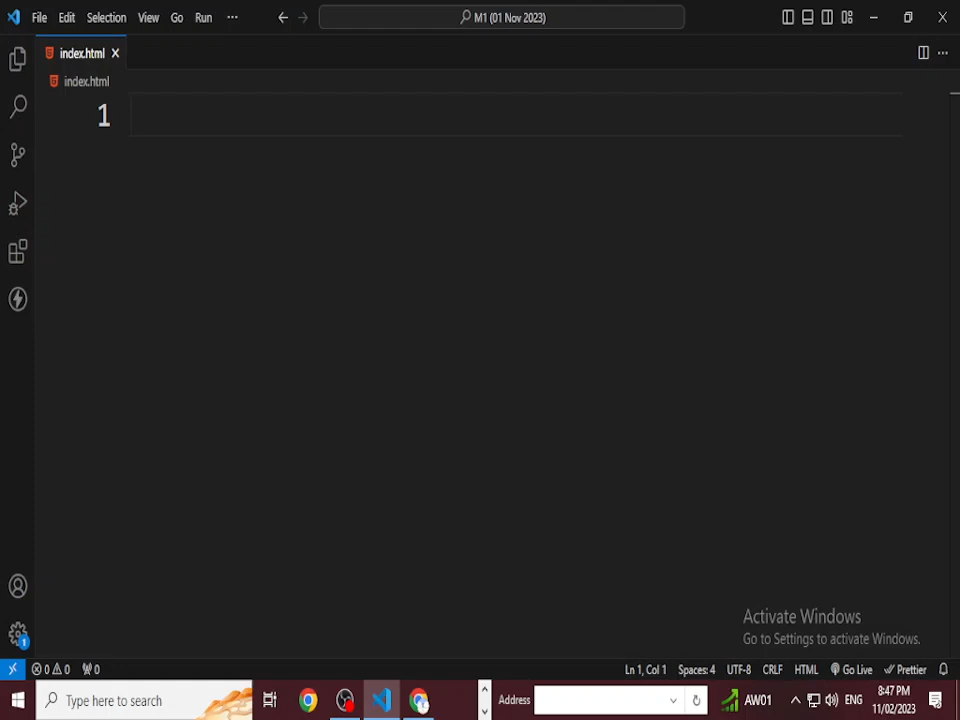 File Edit Selection View Go Run ··· M1 (01 Nov 2023)
index.html
index.html
1
Activate Windows
Go to Settings to activate Windows.
1
0 0 0 Ln 1, Col 1 Spaces: 4 UTF-8 CRLF HTML Go Live Prettier
Type here to search Address AW01 ENG 8:47 PM
11/02/2023